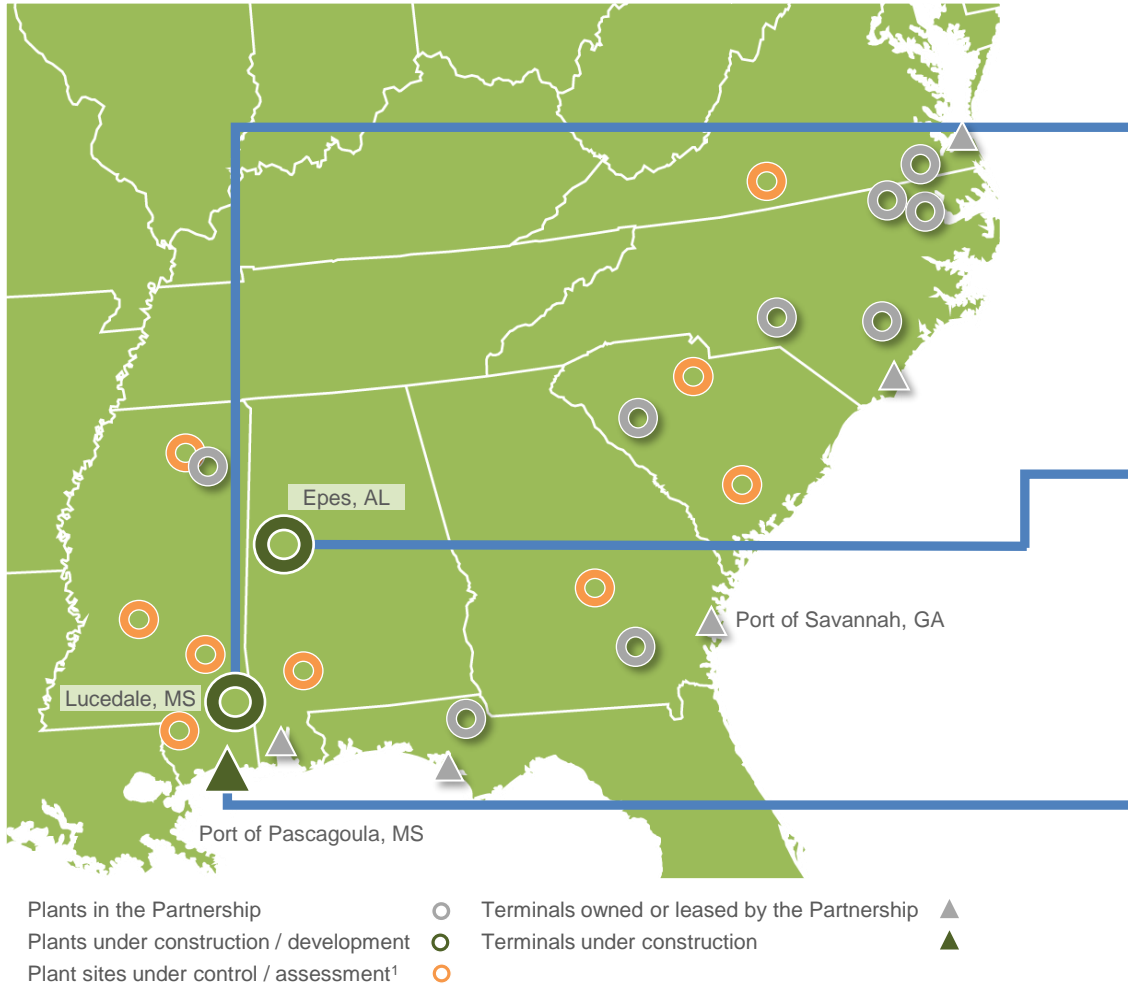 Epes, AL
Port of Savannah, GA
Lucedale, MS
Port of Pascagoula, MS
Plants in the Partnership
Terminals owned or leased by the Partnership
Plants under construction / development
Terminals under construction
Plant sites under control / assessment¹